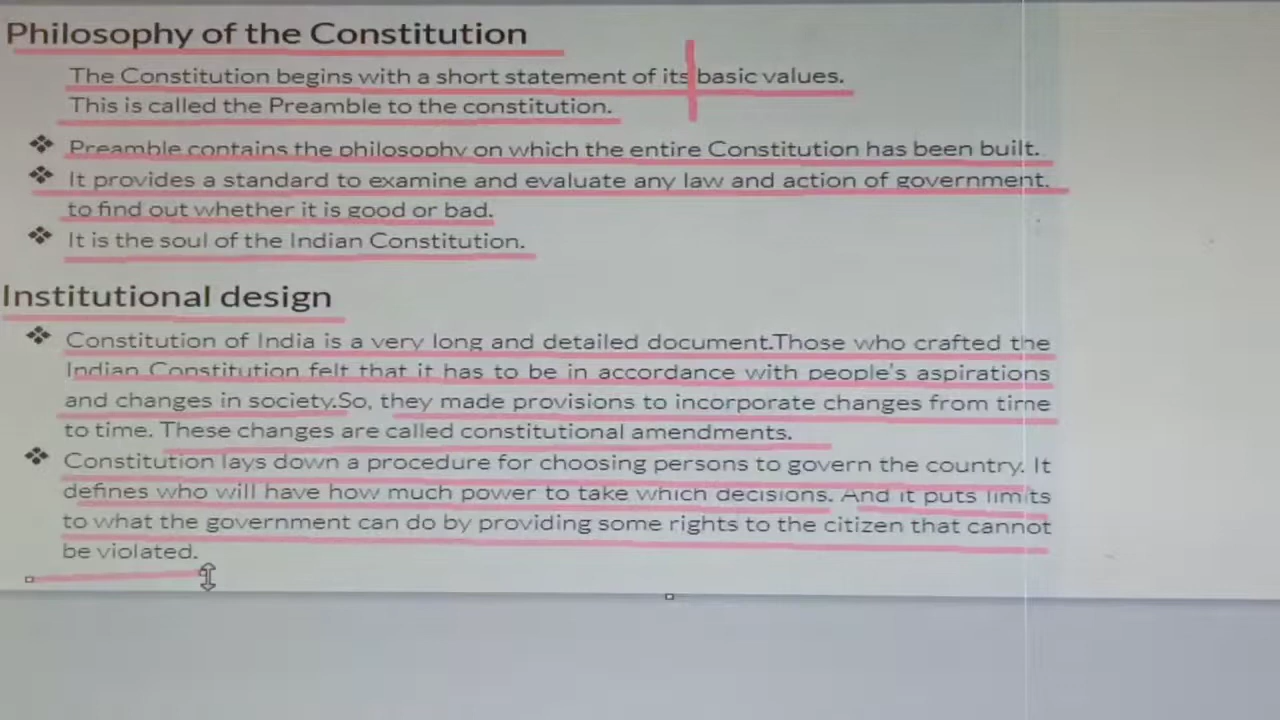 Philosophy of the Constitution
The Constitution begins with a short statement of its basic values.
This is called the Preamble to the constitution.
Preamble contains the philosophy on which the entire Constitution has been built.
It provides a standard to examine and evaluate any law and action of government.
to find out whether it is good or bad.
It is the soul of the Indian Constitution.
Institutional design
Constitution of India is a very long and detailed document.Those who crafted the
Indian Constitution felt that it has to be in accordance with people's aspirations
and changes in society.So, they made provisions to incorporate changes from time
to time. These changes are called constitutional amendments.
Constitution lays down a procedure for choosing persons to govern the country. It
defines who will have how much power to take which decisions. And it puts limits
to what the government can do by providing some rights to the citizen that cannot
be violated.